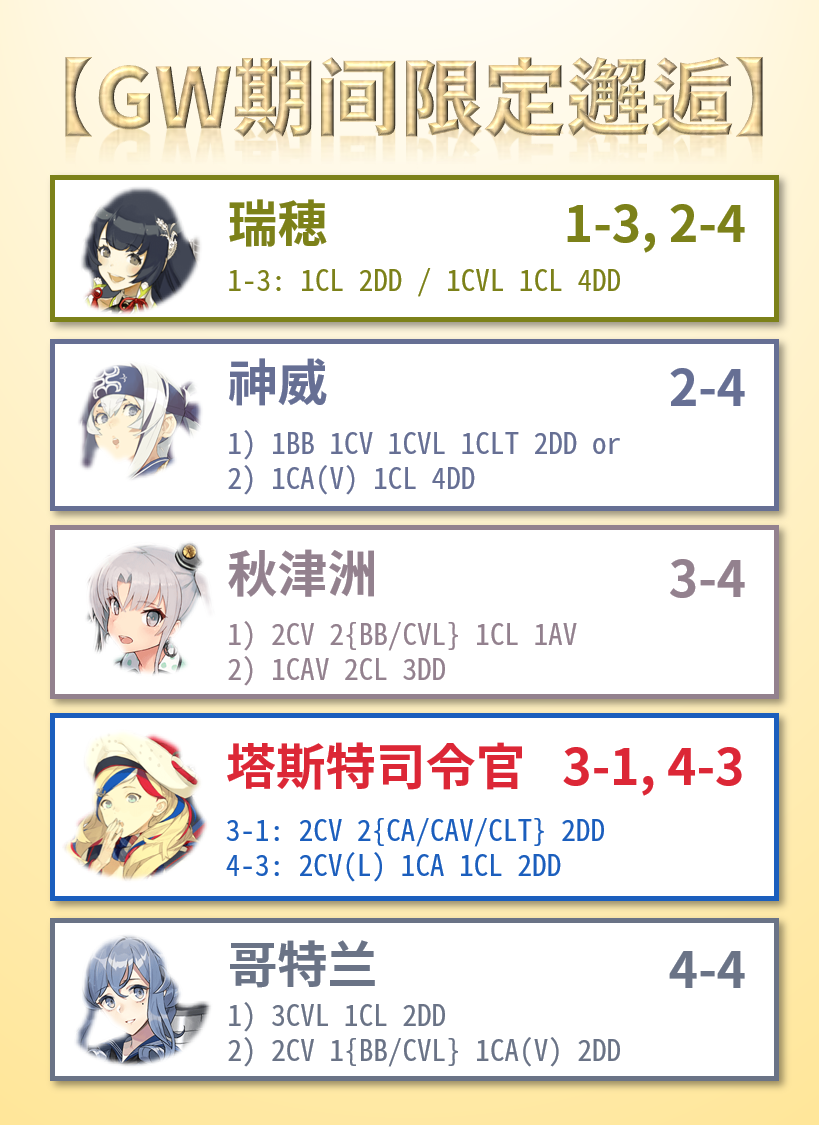 【GW期间限定邂逅】
瑞穂 1-3, 2-4
1-3: 1CL 2DD / 1CVL 1CL 4DD
神威 2-4
1) 1BB 1CV 1CVL 1CLT 2DD or
2) 1CA(V) 1CL 4DD
秋津洲 3-4
1) 2CV 2{BB/CVL} 1CL 1AV
2) 1CAV 2CL 3DD
塔斯特司令官 3-1, 4-3
3-1: 2CV 2{CA/CAV/CLT} 2DD
4-3: 2CV(L) 1CA 1CL 2DD
哥特兰 4-4
1) 3CVL 1CL 2DD
2) 2CV 1{BB/CVL} 1CA(V) 2DD